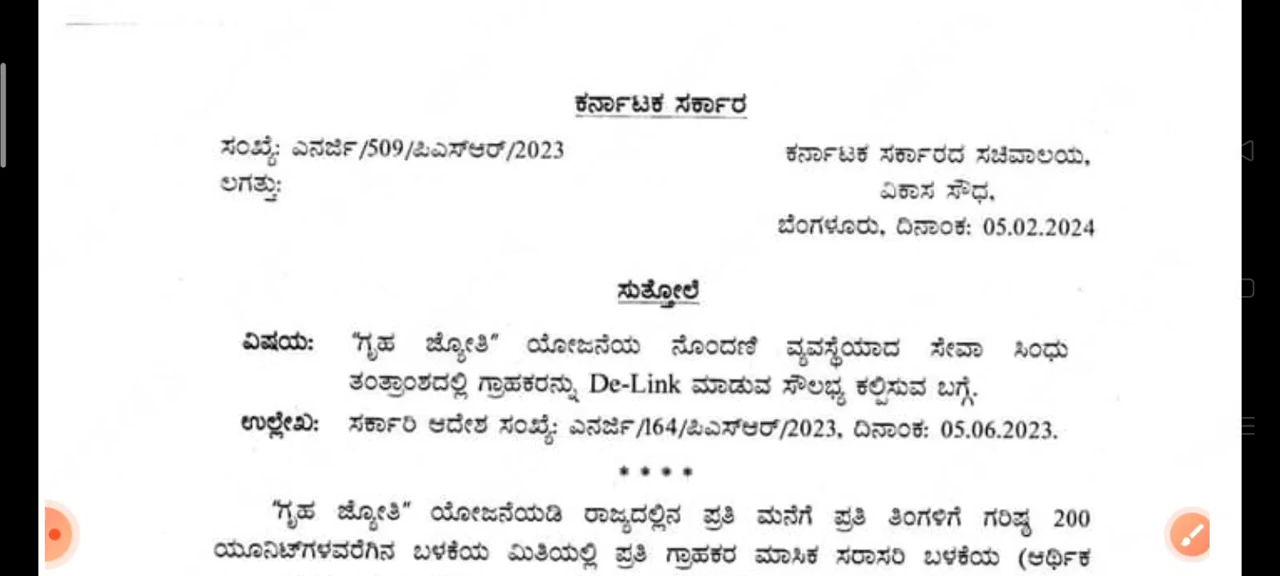 ಕರ್ನಾಟಕ ಸರ್ಕಾರ
ಸಂಖ್ಯೆ: ಎನರ್ಜಿ/509/ಪಿಎಸ್‌ಆರ್/2023
ಲಗತ್ತು:
ಕರ್ನಾಟಕ ಸರ್ಕಾರದ ಸಚಿವಾಲಯ,
ವಿಕಾಸ ಸೌಧ,
ಬೆಂಗಳೂರು, ದಿನಾಂಕ: 05.02.2024
ಸುತ್ತೋಲೆ
ವಿಷಯ: "ಗೃಹ ಜ್ಯೋತಿ" ಯೋಜನೆಯ ನೊಂದಣಿ ವ್ಯವಸ್ಥೆಯಾದ ಸೇವಾ ಸಿಂಧು
ತಂತ್ರಾಂಶದಲ್ಲಿ ಗ್ರಾಹಕರನ್ನು De-Link ಮಾಡುವ ಸೌಲಭ್ಯ ಕಲ್ಪಿಸುವ ಬಗ್ಗೆ.
ಉಲ್ಲೇಖ: ಸರ್ಕಾರಿ ಆದೇಶ ಸಂಖ್ಯೆ: ಎನರ್ಜಿ/164/ಪಿಎಸ್‌ಆರ್/2023, ದಿನಾಂಕ: 05.06.2023.
* * * *
"ಗೃಹ ಜ್ಯೋತಿ" ಯೋಜನೆಯಡಿ ರಾಜ್ಯದಲ್ಲಿನ ಪ್ರತಿ ಮನೆಗೆ ಪ್ರತಿ ತಿಂಗಳಿಗೆ ಗರಿಷ್ಠ 200
ಯೂನಿಟ್‌ಗಳವರೆಗಿನ ಬಳಕೆಯ ಮಿತಿಯಲ್ಲಿ ಪ್ರತಿ ಗ್ರಾಹಕರ ಮಾಸಿಕ ಸರಾಸರಿ ಬಳಕೆಯ (ಆರ್ಥಿಕ